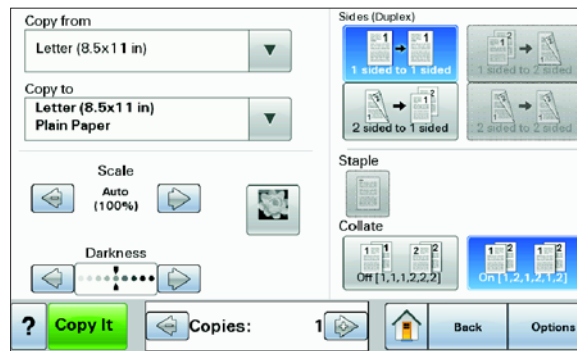 Copy from
Letter (8.5x11 in)
Copy to
Letter (8.5x11 in)
Plain Paper
Scale
Auto
(100%)
Darkness
Sides (Duplex)
1 sided to 1 sided
1 sided to 2 sided
2 sided to 1 sided
2 sided to 2 sided
Staple
Collate
Off [1,1,1,2,2,2]
On [1,2,1,2,1,2]
? Copy It
Copies: 1
Back
Options